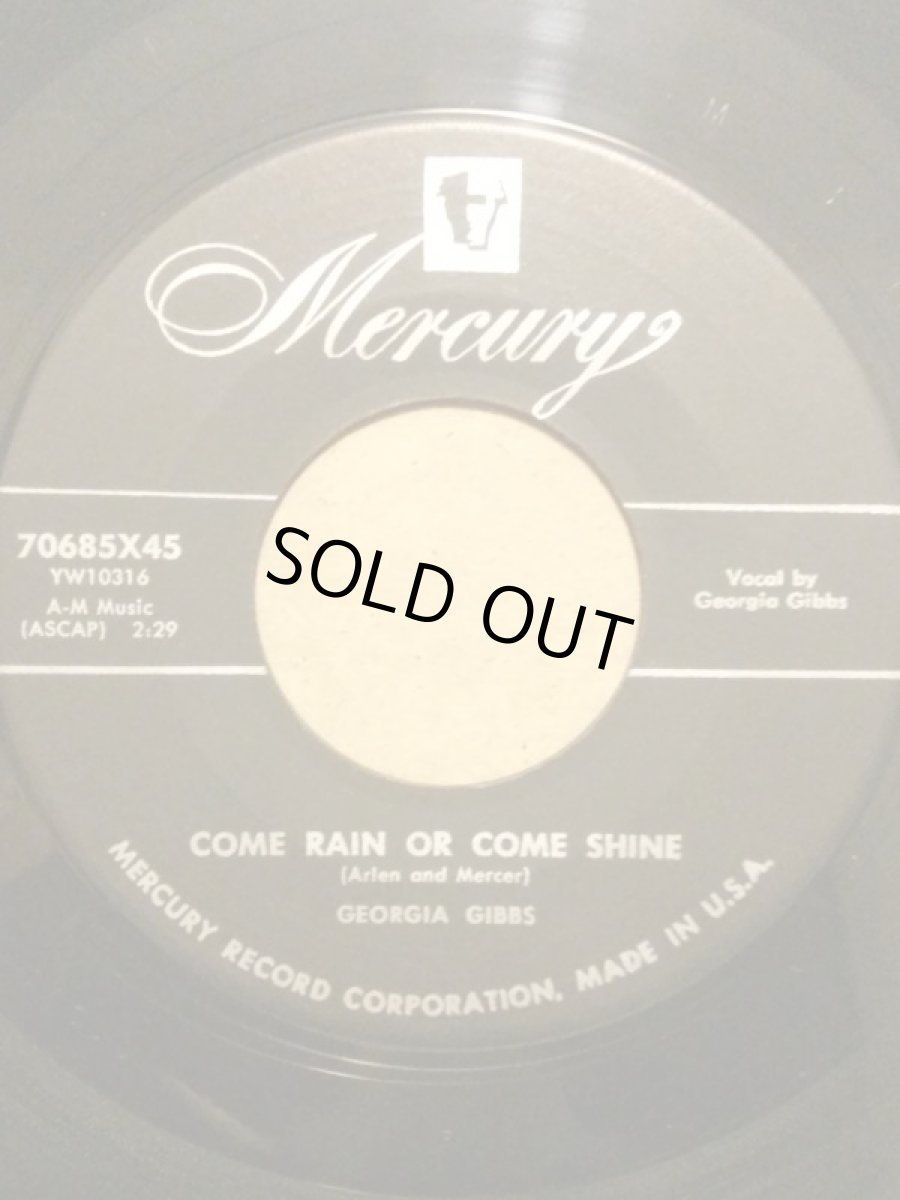 Mercury
70685X45
YW10316
A-M Music
(ASCAP) 2:29
Vocal by
Georgia Gibbs
SOLD OUT
COME RAIN OR COME SHINE
(Arlen and Mercer)
GEORGIA GIBBS
MERCURY RECORD CORPORATION, MADE IN U.S.A.